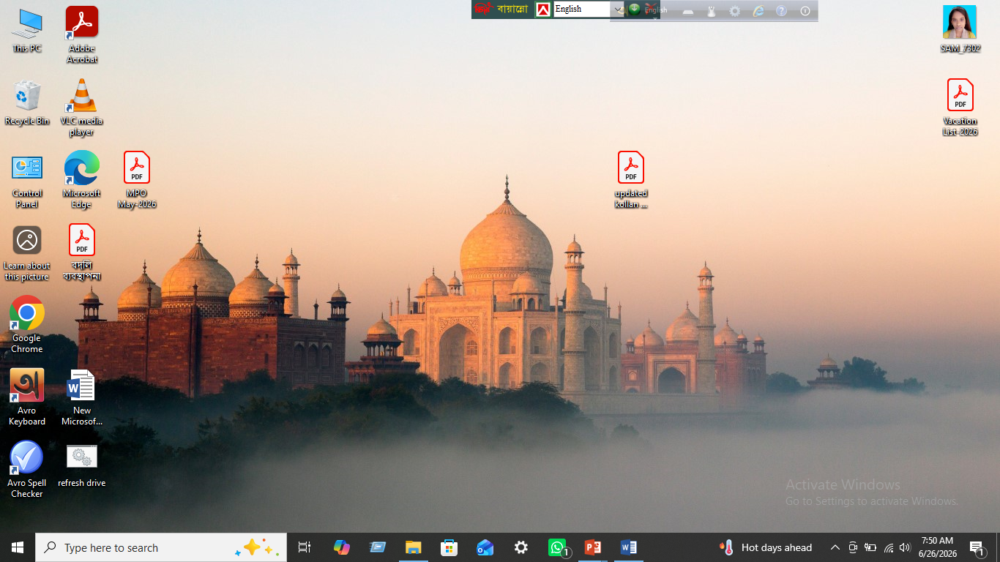 বায়ান্নো
English
English
This PC
Adobe
Acrobat
SAM_7302
Recycle Bin
VLC media
player
PDF
Vacation
List-2026
Control
Panel
Microsoft
Edge
PDF
MPO
May-2026
PDF
updated
kollan ...
Learn about
this picture
PDF
বদলি
ব্যবস্থাপনা
Google
Chrome
অ
Avro
Keyboard
W
New
Microsof...
Avro Spell
Checker
refresh drive
Activate Windows
Go to Settings to activate Windows.
Type here to search
1
P
W
Hot days ahead
7:50 AM
6/26/2026
1